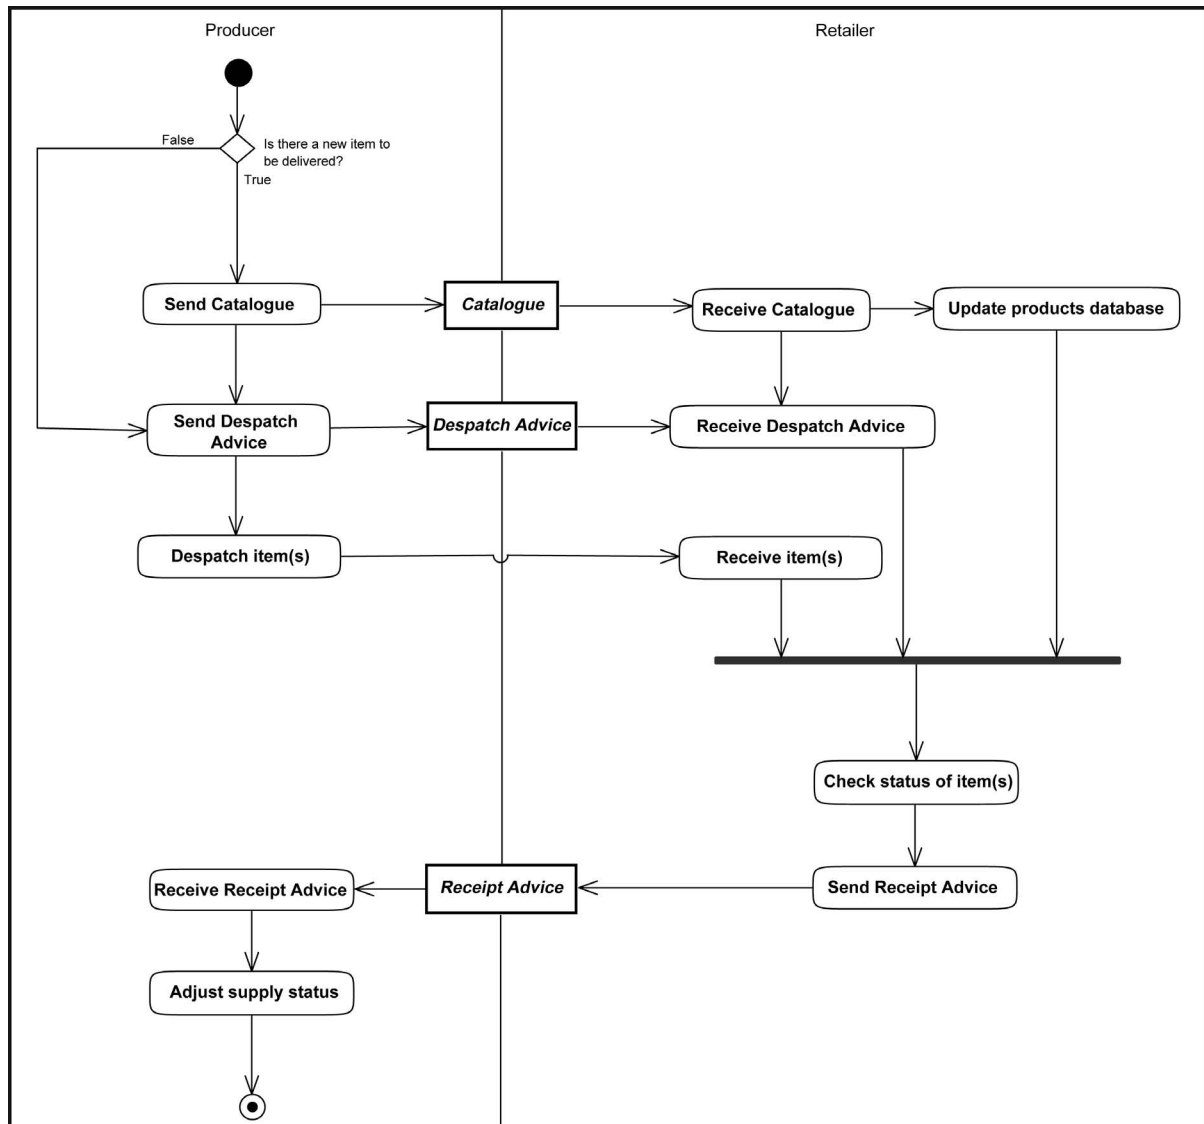 Producer
Retailer
False
Is there a new item to
be delivered?
True
Send Catalogue
Catalogue
Receive Catalogue
Update products database
Send Despatch
Advice
Despatch Advice
Receive Despatch Advice
Despatch item(s)
Receive item(s)
Check status of item(s)
Receive Receipt Advice
Receipt Advice
Send Receipt Advice
Adjust supply status